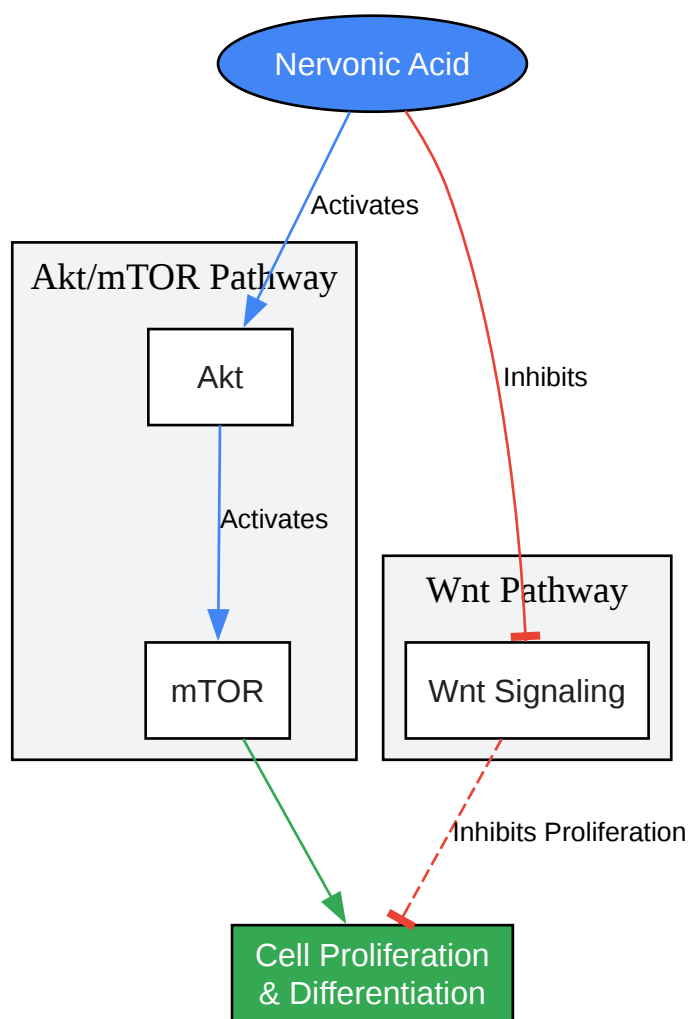 Nervonic Acid
Activates
Akt/mTOR Pathway
Akt
Inhibits
Activates
Wnt Pathway
mTOR
Wnt Signaling
Inhibits Proliferation
Cell Proliferation
& Differentiation